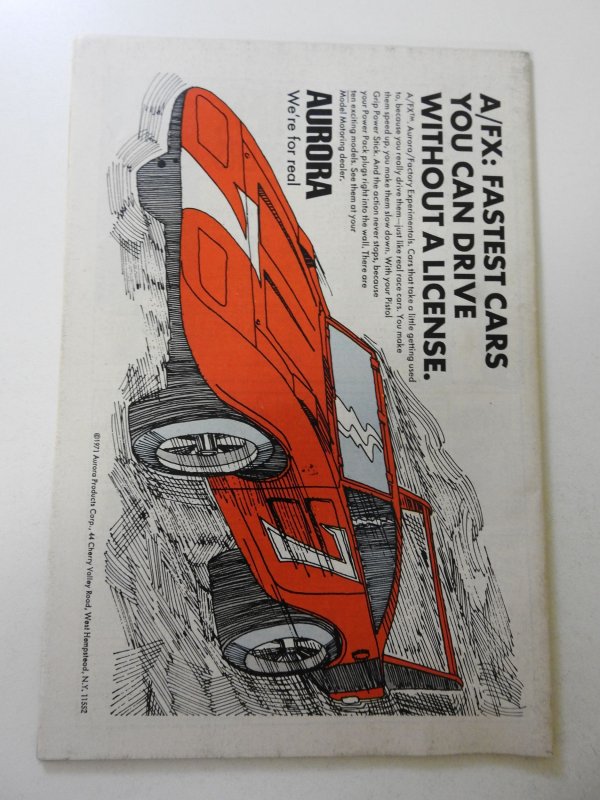 A/FX: FASTEST CARS
YOU CAN DRIVE
WITHOUT A LICENSE.
A/FX™, Aurora/Factory Experimentals. Cars that take a little getting used
to, because you really drive them—just like real race cars. You make
them speed up, you make them slow down. With your Pistol
Grip Power Stick. And the action never stops, because
your Power Pack plugs right into the wall. There are
ten exciting models. See them at your
Model Motoring dealer.
AURORA
We're for real
7
©1971 Aurora Products Corp., 44 Cherry Valley Road, West Hempstead, N.Y. 11552